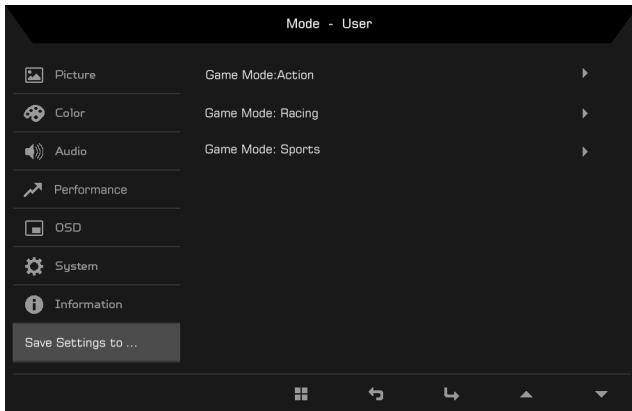 Mode - User
Picture
Game Mode:Action
Color
Game Mode: Racing
Audio
Game Mode: Sports
Performance
OSD
System
Information
Save Settings to ...